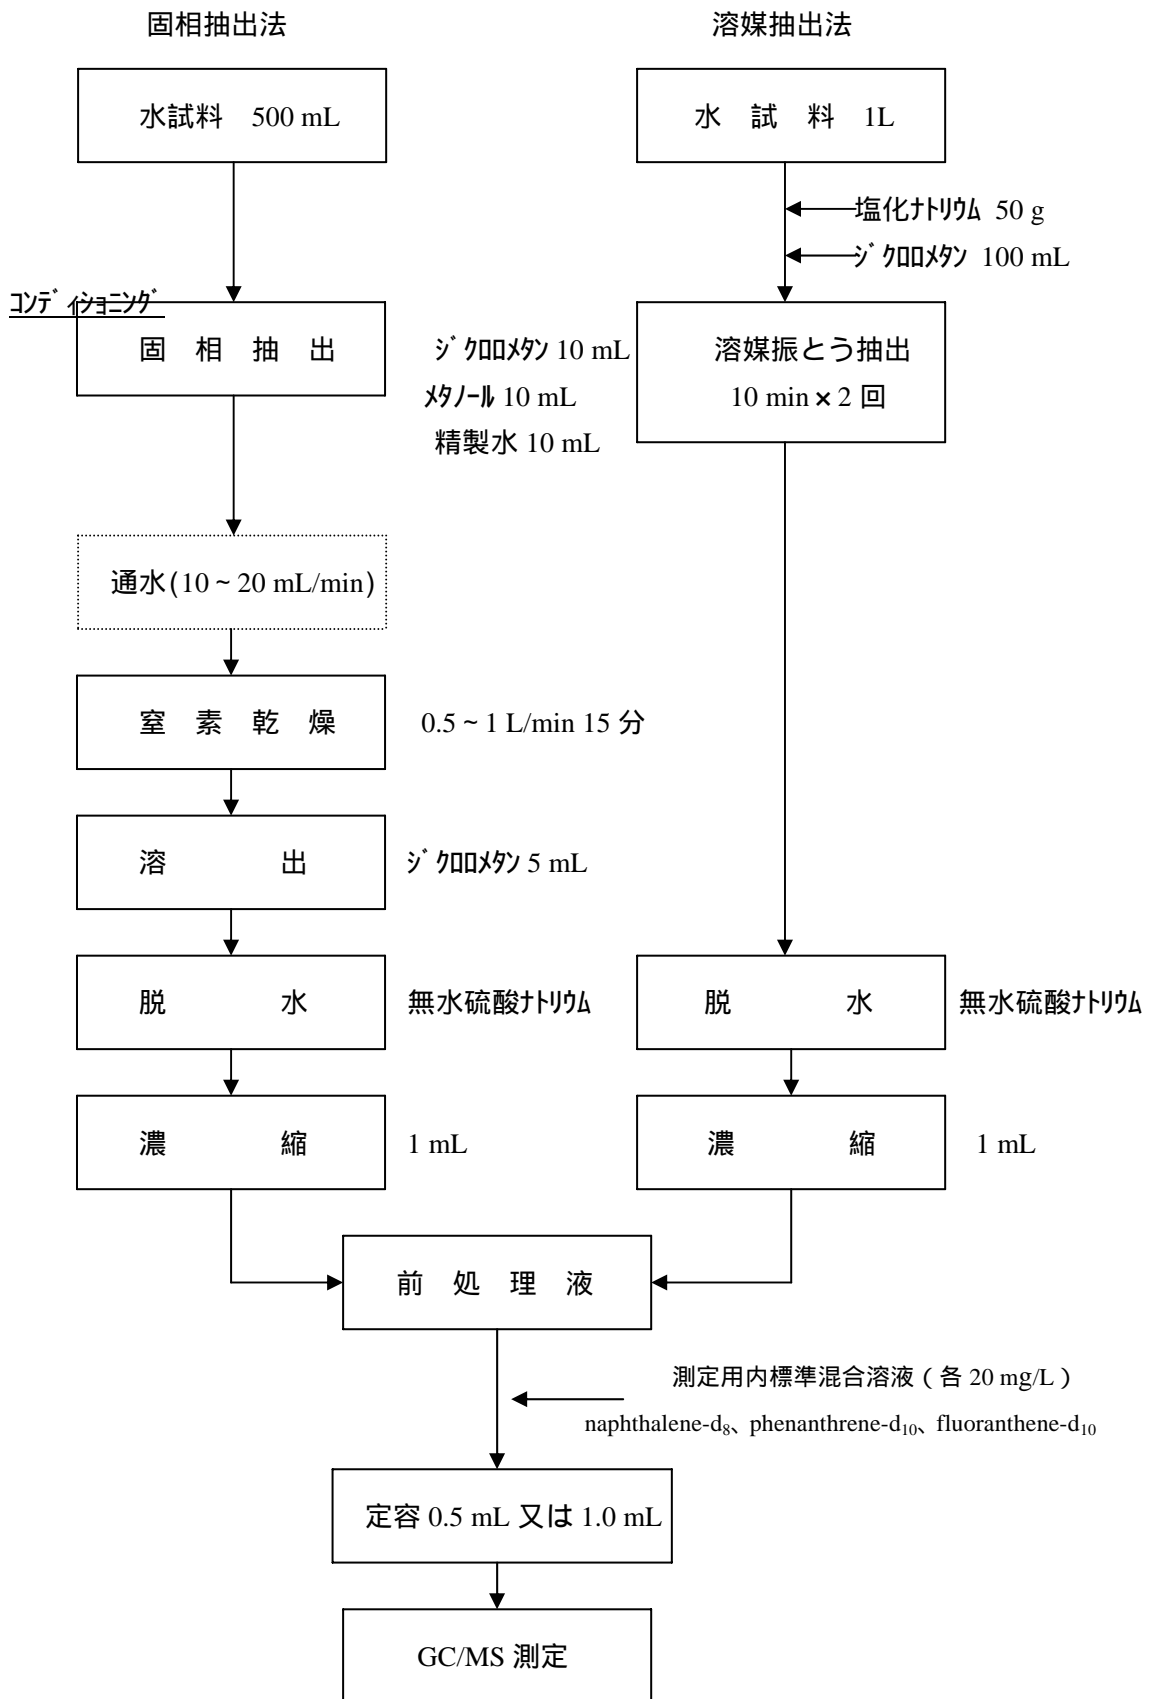 固相抽出法 溶媒抽出法
水試料 500 mL 水 試 料 1L
塩化ﾅﾄﾘｳﾑ 50 g
ｼﾞｸﾛﾛﾒﾀﾝ 100 mL
ｺﾝﾃﾞｨｼｮﾆﾝｸﾞ
固 相 抽 出 ｼﾞｸﾛﾛﾒﾀﾝ 10 mL 溶媒振とう抽出
ﾒﾀﾉｰﾙ 10 mL 10 min × 2 回
精製水 10 mL
通水(10 ~ 20 mL/min)
窒 素 乾 燥 0.5 ~ 1 L/min 15 分
溶 出 ｼﾞｸﾛﾛﾒﾀﾝ 5 mL
脱 水 無水硫酸ﾅﾄﾘｳﾑ 脱 水 無水硫酸ﾅﾄﾘｳﾑ
濃 縮 1 mL 濃 縮 1 mL
前 処 理 液
測定用内標準混合溶液 ( 各 20 mg/L )
naphthalene-d₈、phenanthrene-d₁₀、fluoranthene-d₁₀
定容 0.5 mL 又は 1.0 mL
GC/MS 測定